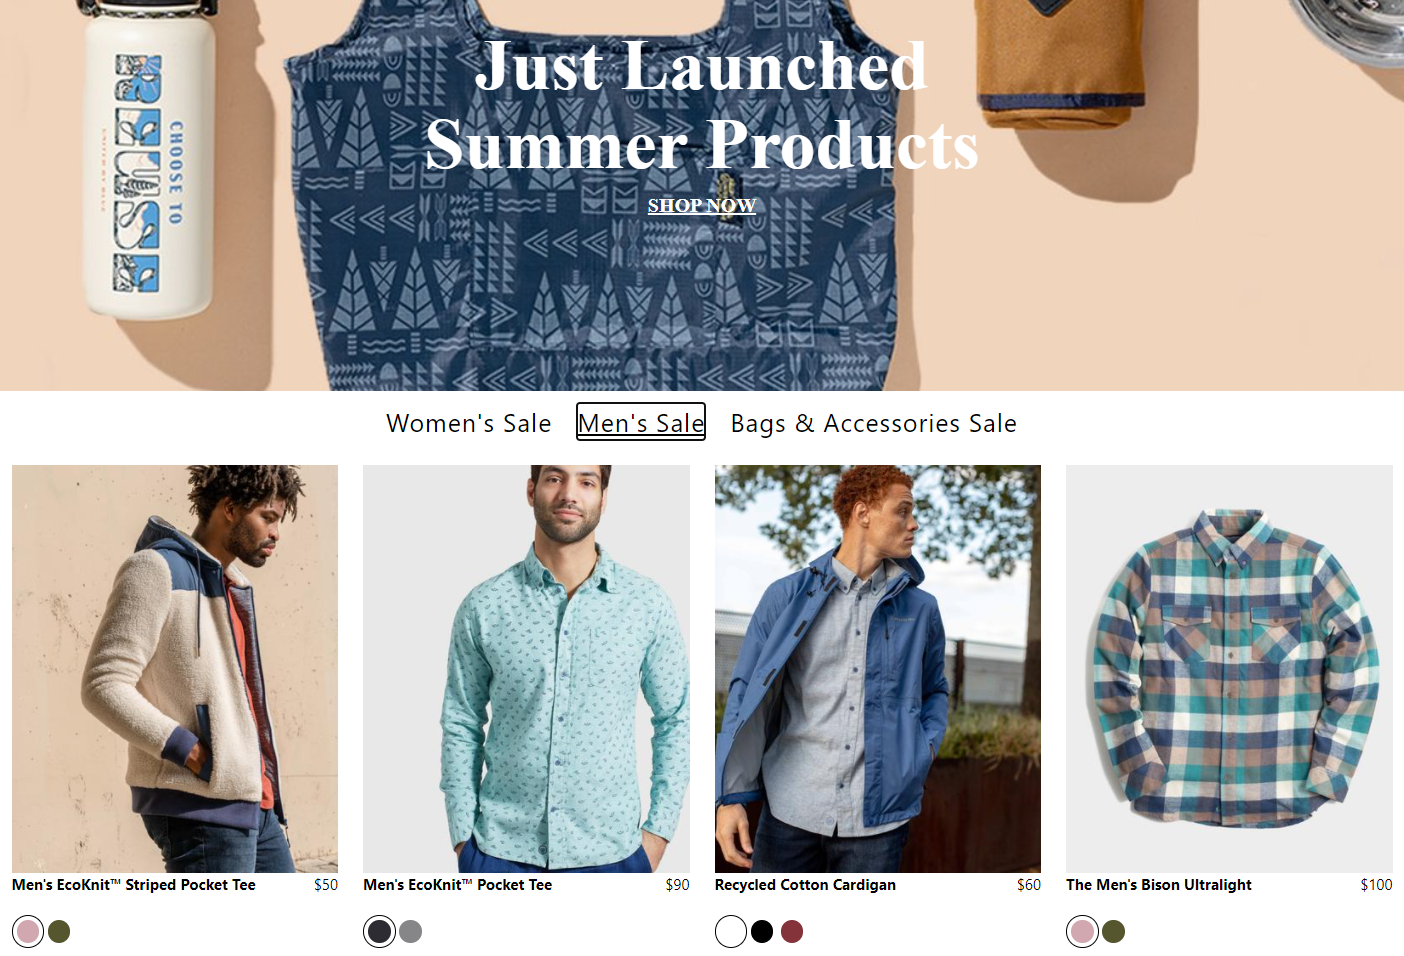 CHOOSE TO
REUSE
Just Launched
Summer Products
SHOP NOW
Women's Sale Men's Sale Bags & Accessories Sale
Men's EcoKnit™ Striped Pocket Tee $50
Men's EcoKnit™ Pocket Tee $90
Recycled Cotton Cardigan $60
The Men's Bison Ultralight $100